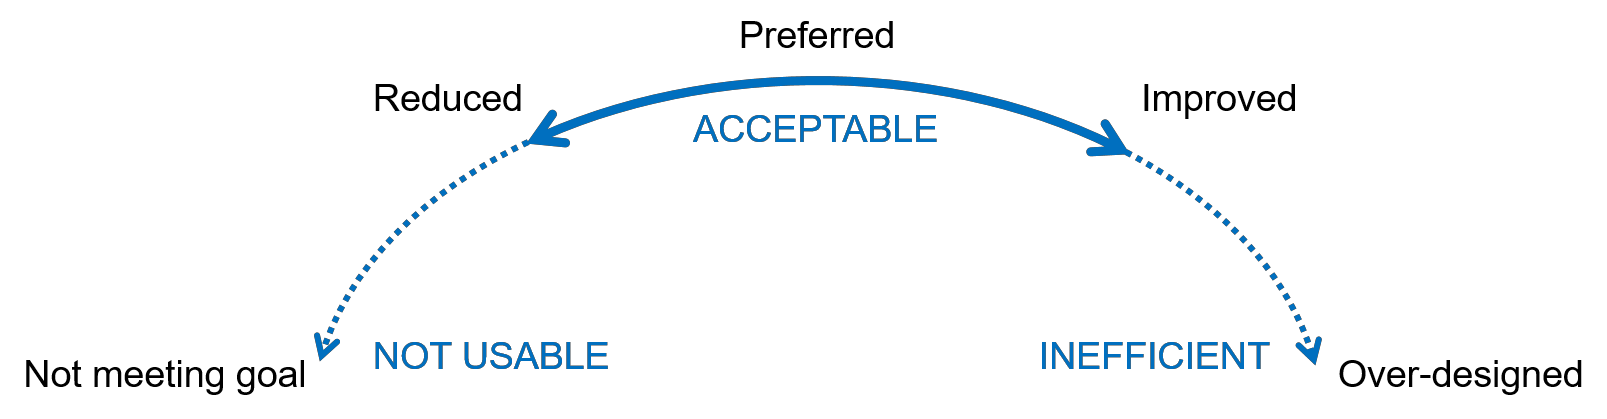 Preferred
Reduced
Improved
ACCEPTABLE
NOT USABLE
INEFFICIENT
Not meeting goal
Over-designed